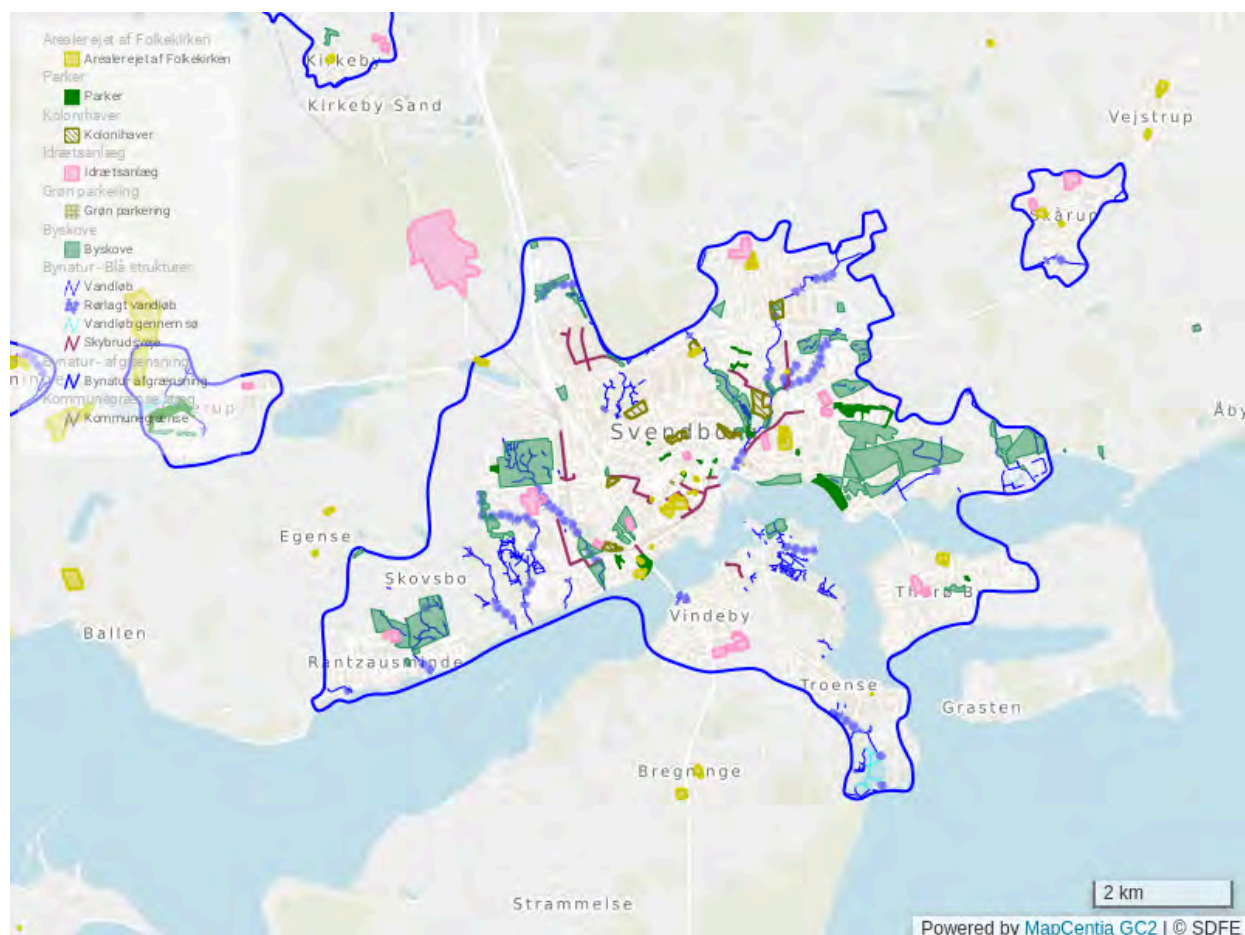 Arealer ejet af Folkekirken
Arealer ejet af Folkekirken
Parker
Parker
Kolonihaver
Kolonihaver
Idrætsanlæg
Idrætsanlæg
Grøn parkering
Grøn parkering
Byskove
Byskove
Bynatur - Blå strukturer
Vandløb
Rørlagt vandløb
Vandløb gennem sø
Skybrudsveje
Bynatur - afgrænsning
Bynatur afgrænsning
Kommunegrænse
Kommunegrænse
Kirkeby
Kirkeby Sand
Vejstrup
Skårup
Åby
Svendbo
Egense
Skovsbo
Ballen
Rantzausminde
Vindeby
Thurø B
Troense
Grasten
Bregninge
Strammelse
2 km
Powered by MapCentia GC2 | © SDFE